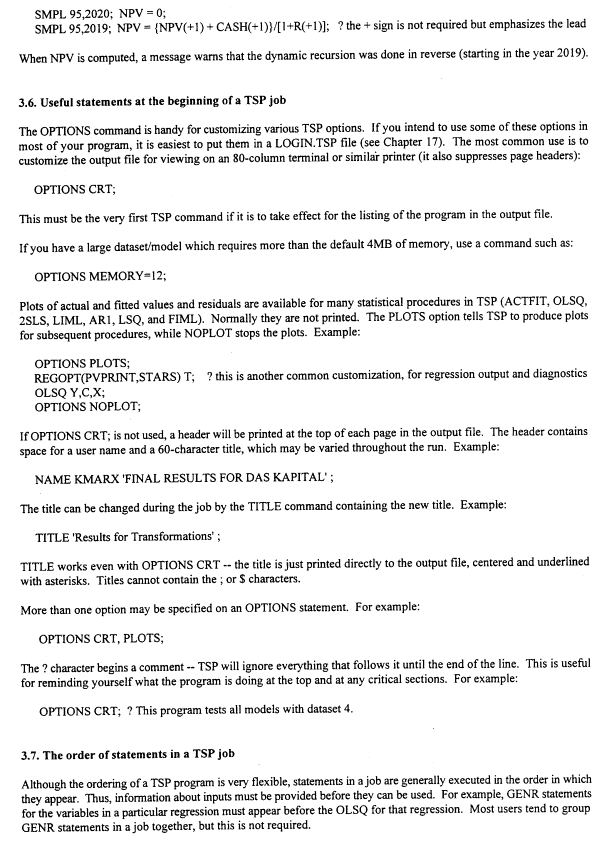 SMPL 95,2020; NPV = 0;
SMPL 95,2019; NPV = {NPV(+1) + CASH(+1)}/[1+R(+1)]; ? the + sign is not required but emphasizes the lead
When NPV is computed, a message warns that the dynamic recursion was done in reverse (starting in the year 2019).
3.6. Useful statements at the beginning of a TSP job
The OPTIONS command is handy for customizing various TSP options. If you intend to use some of these options in
most of your program, it is easiest to put them in a LOGIN.TSP file (see Chapter 17). The most common use is to
customize the output file for viewing on an 80-column terminal or similar printer (it also suppresses page headers):
OPTIONS CRT;
This must be the very first TSP command if it is to take effect for the listing of the program in the output file.
If you have a large dataset/model which requires more than the default 4MB of memory, use a command such as:
OPTIONS MEMORY=12;
Plots of actual and fitted values and residuals are available for many statistical procedures in TSP (ACTFIT, OLSQ,
2SLS, LIML, AR1, LSQ, and FIML). Normally they are not printed. The PLOTS option tells TSP to produce plots
for subsequent procedures, while NOPLOT stops the plots. Example:
OPTIONS PLOTS;
REGOPT(PVPRINT,STARS) T; ? this is another common customization, for regression output and diagnostics
OLSQ Y,C,X;
OPTIONS NOPLOT;
If OPTIONS CRT; is not used, a header will be printed at the top of each page in the output file. The header contains
space for a user name and a 60-character title, which may be varied throughout the run. Example:
NAME KMARX 'FINAL RESULTS FOR DAS KAPITAL' ;
The title can be changed during the job by the TITLE command containing the new title. Example:
TITLE 'Results for Transformations' ;
TITLE works even with OPTIONS CRT -- the title is just printed directly to the output file, centered and underlined
with asterisks. Titles cannot contain the ; or $ characters.
More than one option may be specified on an OPTIONS statement. For example:
OPTIONS CRT, PLOTS;
The ? character begins a comment -- TSP will ignore everything that follows it until the end of the line. This is useful
for reminding yourself what the program is doing at the top and at any critical sections. For example:
OPTIONS CRT; ? This program tests all models with dataset 4.
3.7. The order of statements in a TSP job
Although the ordering of a TSP program is very flexible, statements in a job are generally executed in the order in which
they appear. Thus, information about inputs must be provided before they can be used. For example, GENR statements
for the variables in a particular regression must appear before the OLSQ for that regression. Most users tend to group
GENR statements in a job together, but this is not required.